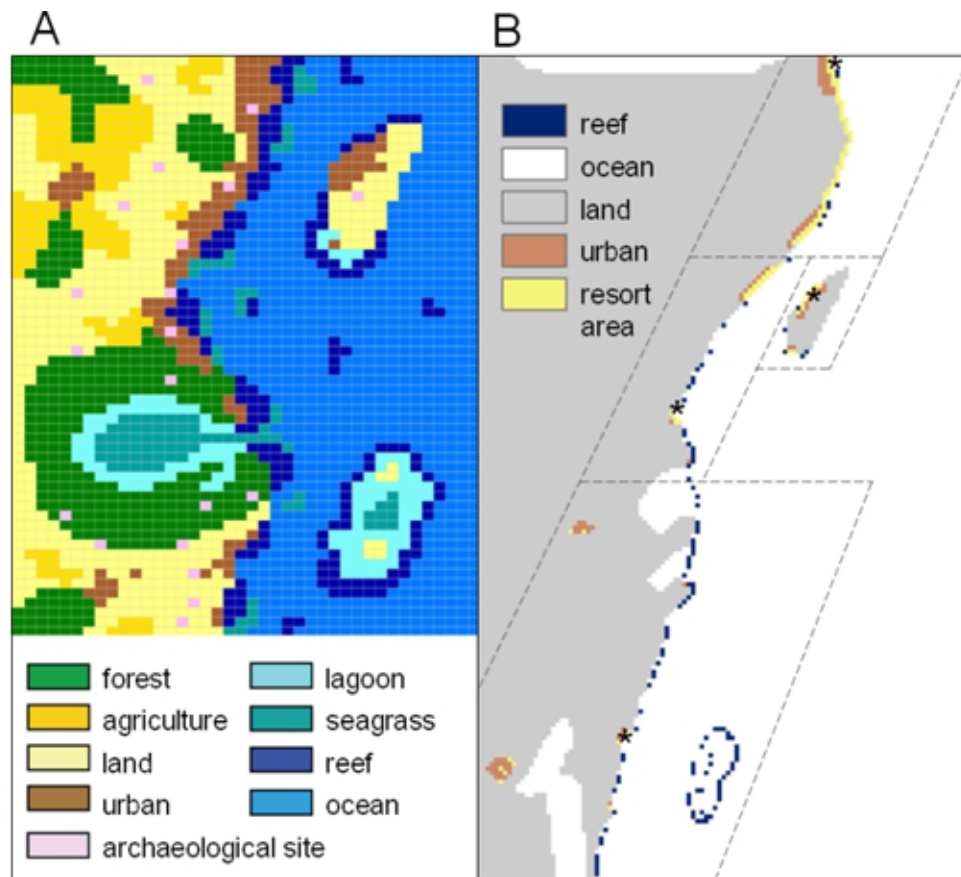 A
B
reef
ocean
land
urban
resort
area
*
*
*
*
forest
agriculture
land
urban
archaeological site
lagoon
seagrass
reef
ocean